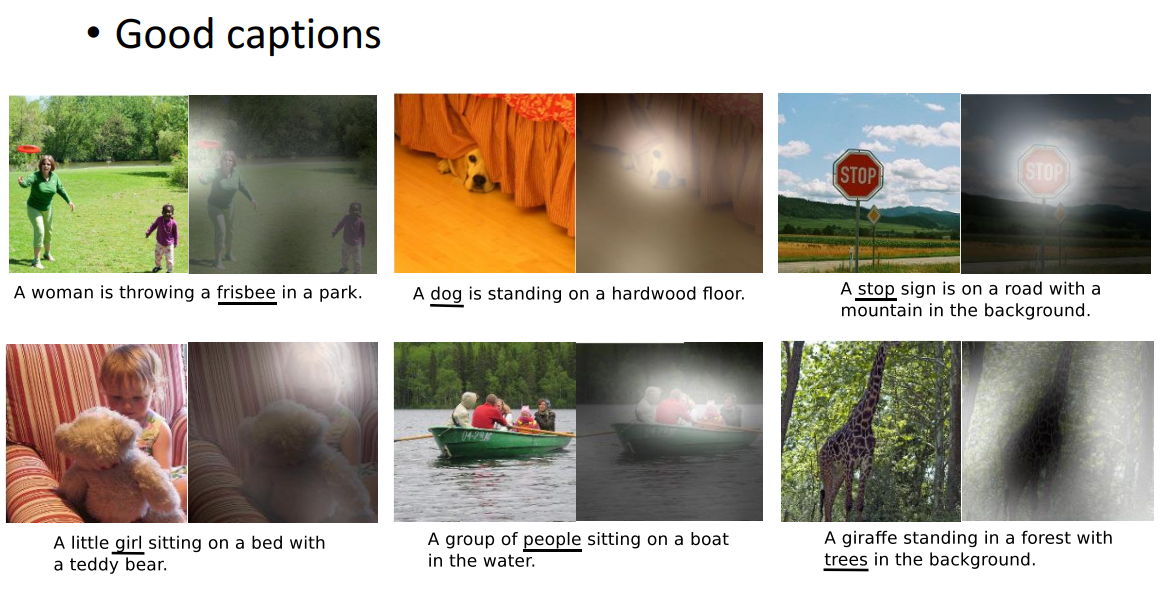 • Good captions
STOP
STOP
A woman is throwing a frisbee in a park.
A dog is standing on a hardwood floor.
A stop sign is on a road with a
mountain in the background.
A little girl sitting on a bed with
a teddy bear.
A group of people sitting on a boat
in the water.
A giraffe standing in a forest with
trees in the background.